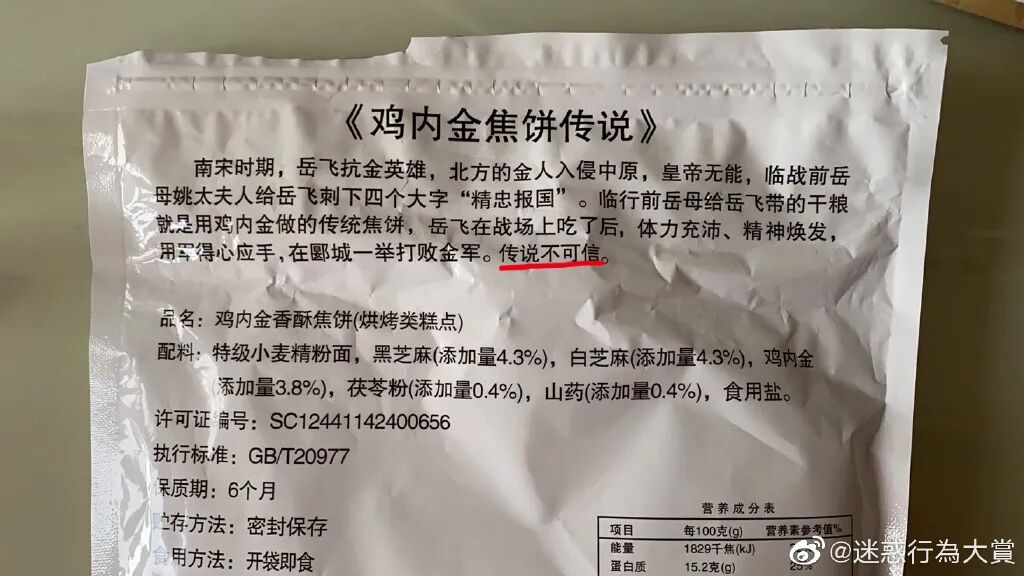 《鸡内金焦饼传说》
南宋时期，岳飞抗金英雄，北方的金人入侵中原，皇帝无能，临战前岳
母姚太夫人给岳飞刺下四个大字“精忠报国”。临行前岳母给岳飞带的干粮
就是用鸡内金做的传统焦饼，岳飞在战场上吃了后，体力充沛、精神焕发，
用军得心应手，在郾城一举打败金军。传说不可信。
品名：鸡内金香酥焦饼(烘烤类糕点)
配料：特级小麦精粉面，黑芝麻(添加量4.3%)，白芝麻(添加量4.3%)，鸡内金
(添加量3.8%)，茯苓粉(添加量0.4%)，山药(添加量0.4%)，食用盐。
许可证编号：SC12441142400656
执行标准：GB/T20977
保质期：6个月
贮存方法：密封保存
食用方法：开袋即食
营养成分表
项目 每100克(g) 营养素参考值%
能量 1829千焦(kJ)
蛋白质 15.2克(g) 25%
@迷惑行為大賞